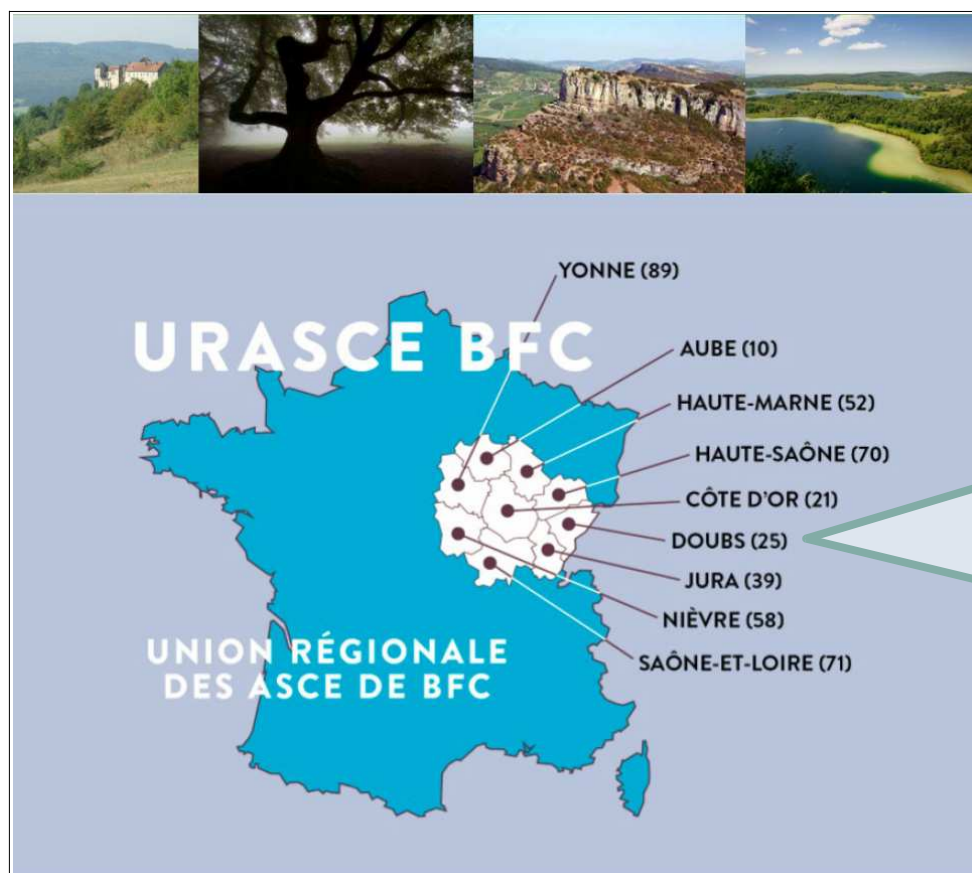 YONNE (89)
URASCE BFC
AUBE (10)
HAUTE-MARNE (52)
HAUTE-SAÔNE (70)
CÔTE D'OR (21)
DOUBS (25)
JURA (39)
NIÈVRE (58)
UNION RÉGIONALE
DES ASCE DE BFC
SAÔNE-ET-LOIRE (71)